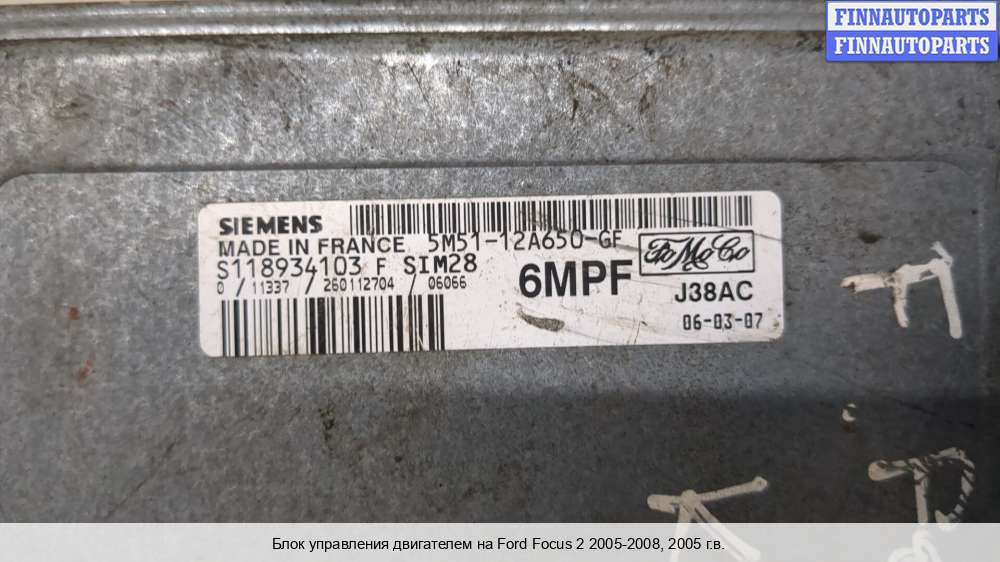 FINNAUTOPARTS
FINNAUTOPARTS
SIEMENS
MADE IN FRANCE 5M51-12A650-GF
S118934103 F SIM28
0 / 11337 / 260112704 / 06066
6MPF
FoMoCo
J38AC
06-03-07
Блок управления двигателем на Ford Focus 2 2005-2008, 2005 г.в.